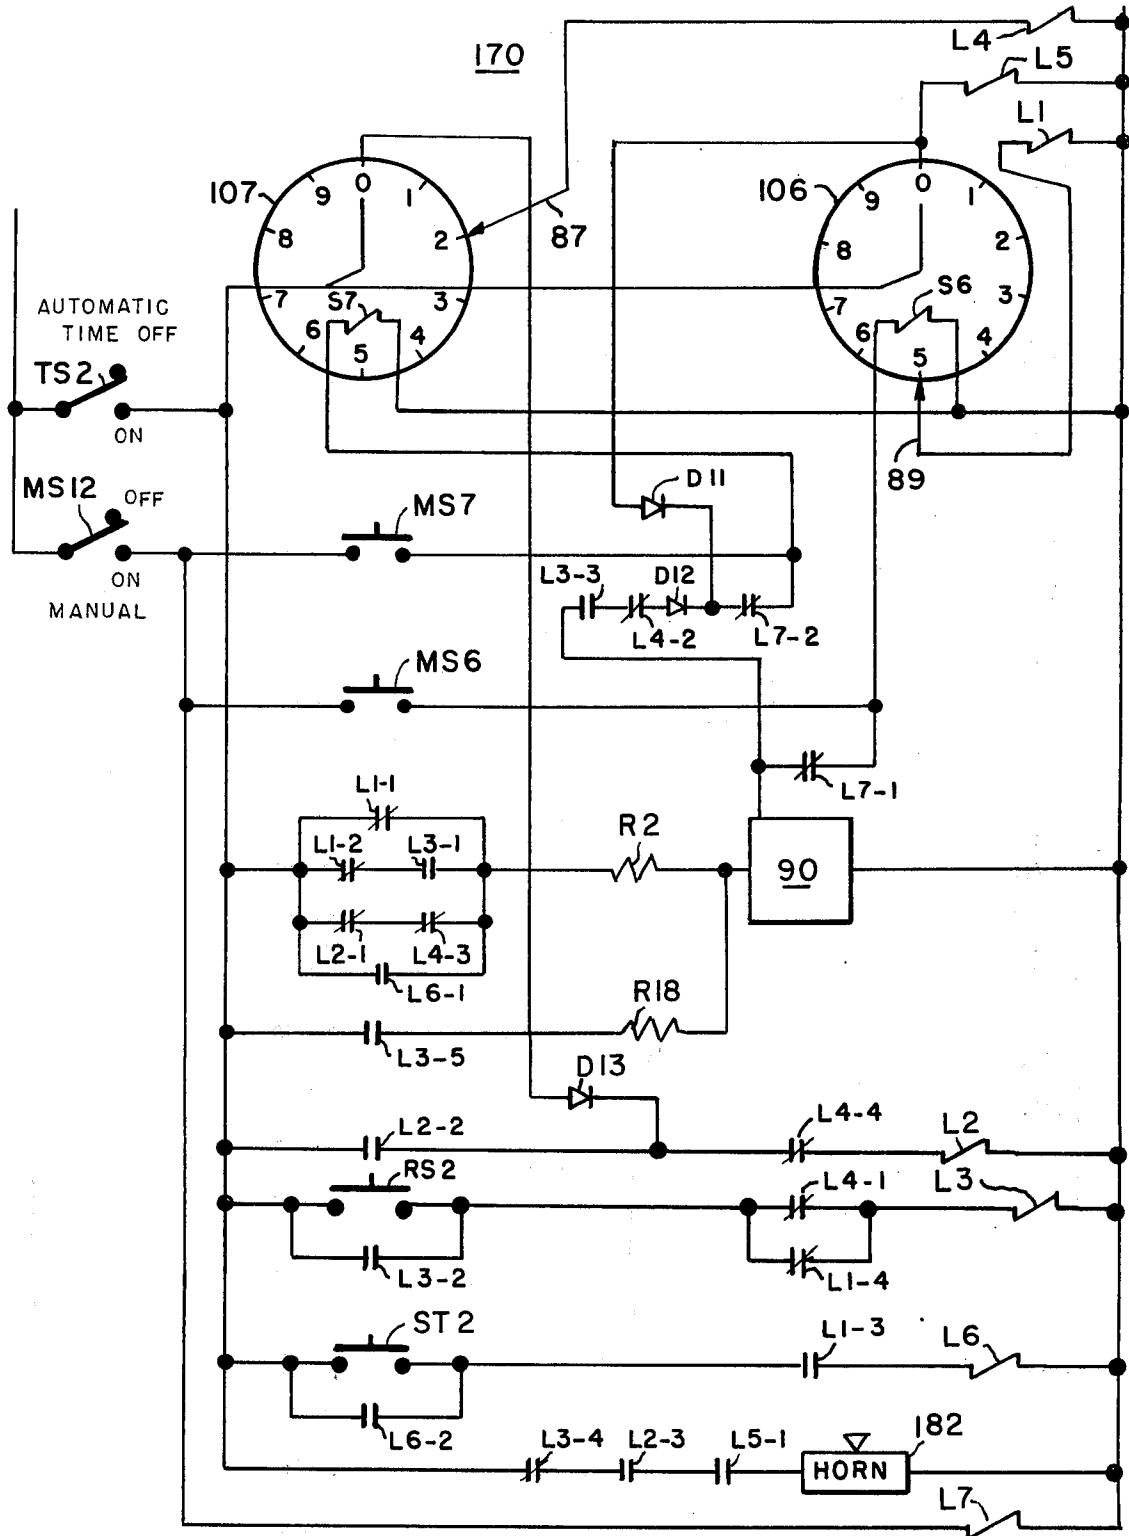 170
L4
L5
L1
107
0
1
2
3
4
5
6
7
8
9
S7
87
106
0
1
2
3
4
5
6
7
8
9
S6
89
AUTOMATIC
TIME OFF
TS2
ON
MS12
OFF
ON
MANUAL
MS7
D11
L3-3
D12
L4-2
L7-2
MS6
L7-1
L1-1
L1-2
L3-1
R2
90
L2-1
L4-3
L6-1
R18
L3-5
D13
L2-2
L4-4
L2
RS2
L4-1
L3
L3-2
L1-4
ST2
L1-3
L6
L6-2
L3-4
L2-3
L5-1
182
HORN
L7